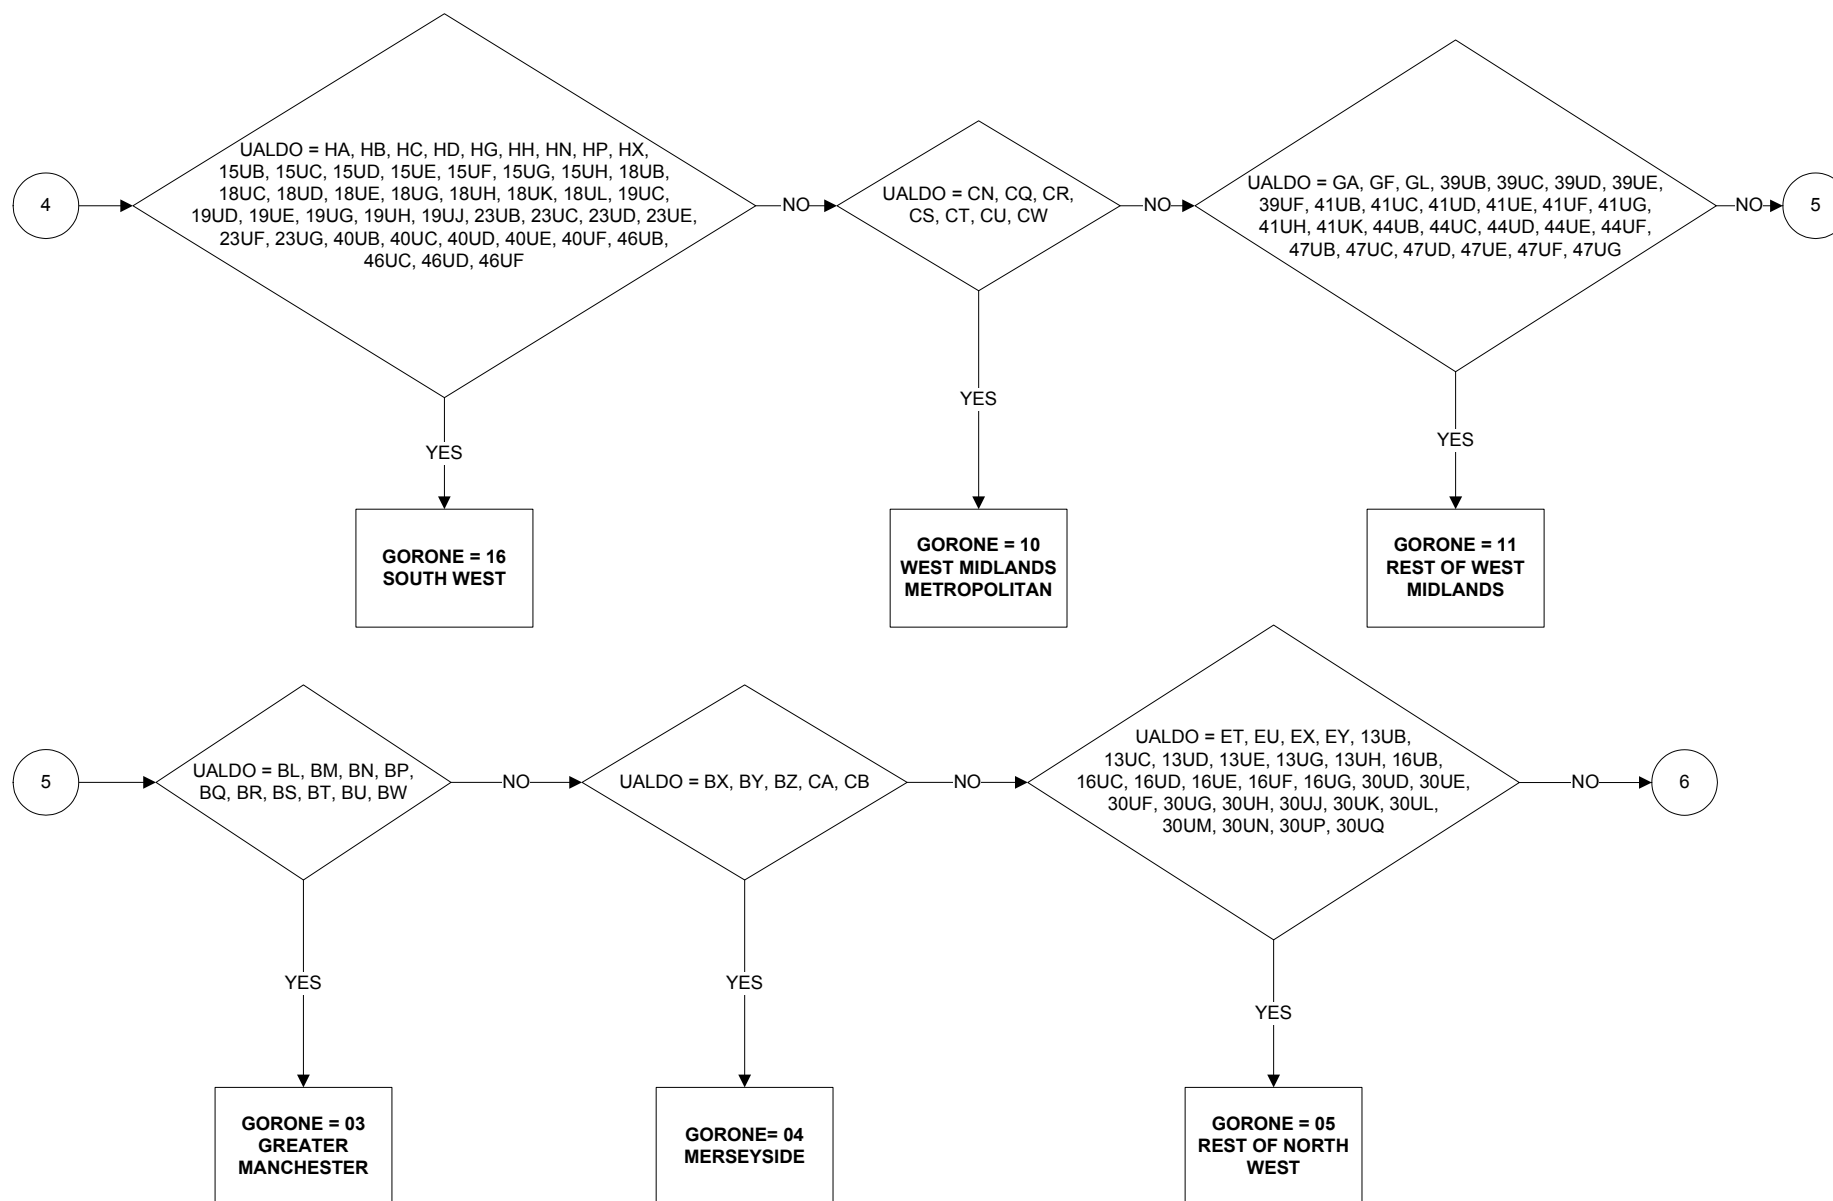 4
UALDO = HA, HB, HC, HD, HG, HH, HN, HP, HX,
15UB, 15UC, 15UD, 15UE, 15UF, 15UG, 15UH, 18UB,
18UC, 18UD, 18UE, 18UG, 18UH, 18UK, 18UL, 19UC,
19UD, 19UE, 19UG, 19UH, 19UJ, 23UB, 23UC, 23UD, 23UE,
23UF, 23UG, 40UB, 40UC, 40UD, 40UE, 40UF, 46UB,
46UC, 46UD, 46UF
NO
UALDO = CN, CQ, CR,
CS, CT, CU, CW
NO
UALDO = GA, GF, GL, 39UB, 39UC, 39UD, 39UE,
39UF, 41UB, 41UC, 41UD, 41UE, 41UF, 41UG,
41UH, 41UK, 44UB, 44UC, 44UD, 44UE, 44UF,
47UB, 47UC, 47UD, 47UE, 47UF, 47UG
NO
5
YES
YES
YES
GORONE = 16
SOUTH WEST
GORONE = 10
WEST MIDLANDS
METROPOLITAN
GORONE = 11
REST OF WEST
MIDLANDS
5
UALDO = BL, BM, BN, BP,
BQ, BR, BS, BT, BU, BW
NO
UALDO = BX, BY, BZ, CA, CB
NO
UALDO = ET, EU, EX, EY, 13UB,
13UC, 13UD, 13UE, 13UG, 13UH, 16UB,
16UC, 16UD, 16UE, 16UF, 16UG, 30UD, 30UE,
30UF, 30UG, 30UH, 30UJ, 30UK, 30UL,
30UM, 30UN, 30UP, 30UQ
NO
6
YES
YES
YES
GORONE = 03
GREATER
MANCHESTER
GORONE= 04
MERSEYSIDE
GORONE = 05
REST OF NORTH
WEST